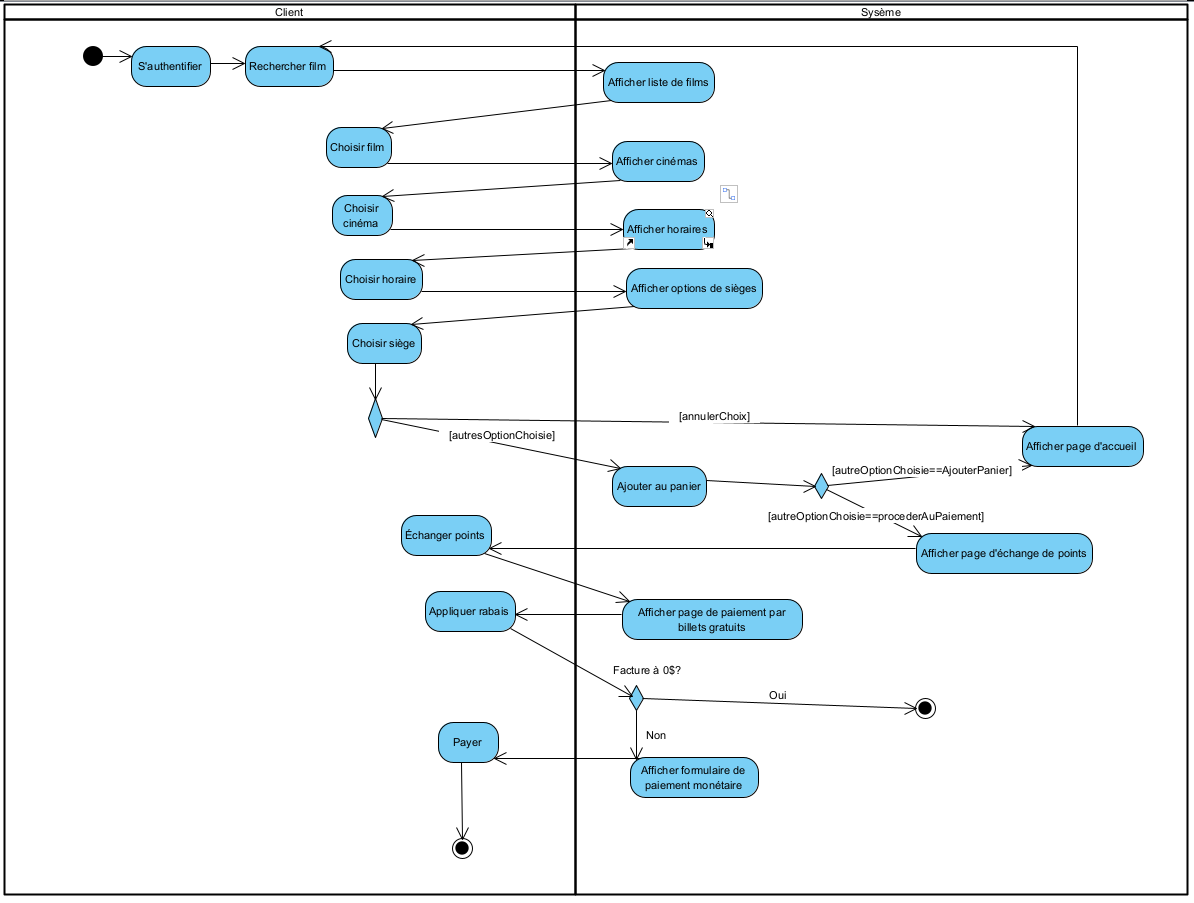 Client
Sysème
S'authentifier
Rechercher film
Afficher liste de films
Choisir film
Afficher cinémas
Choisir
cinéma
Afficher horaires
Choisir horaire
Afficher options de sièges
Choisir siège
[annulerChoix]
[autresOptionChoisie]
Afficher page d'accueil
Ajouter au panier
[autreOptionChoisie==AjouterPanier]
[autreOptionChoisie==procederAuPaiement]
Échanger points
Afficher page d'échange de points
Appliquer rabais
Afficher page de paiement par
billets gratuits
Facture à 0$?
Oui
Non
Payer
Afficher formulaire de
paiement monétaire